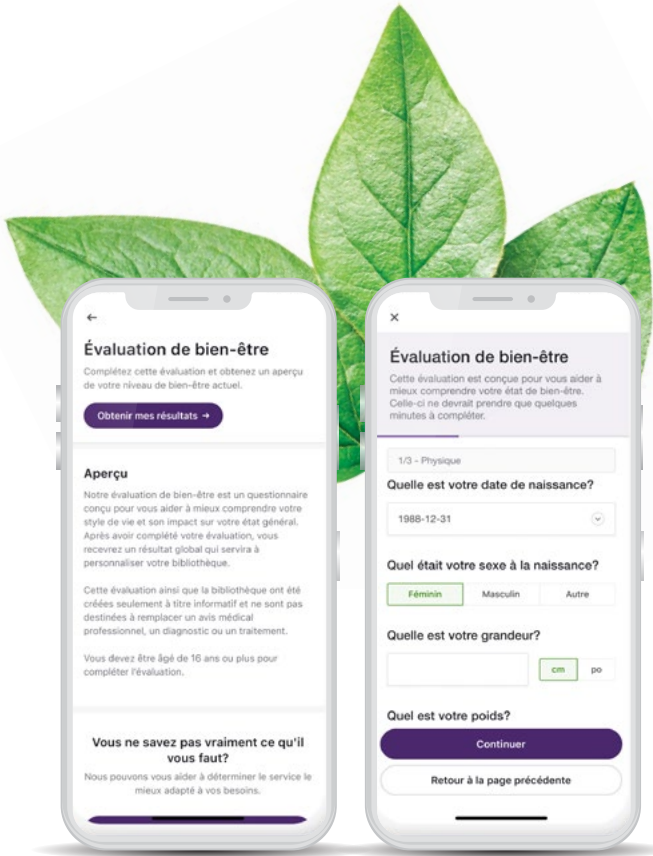 Évaluation de bien-être
Complétez cette évaluation et obtenez un aperçu
de votre niveau de bien-être actuel.
Obtenir mes résultats →
Aperçu
Notre évaluation de bien-être est un questionnaire
conçu pour vous aider à mieux comprendre votre
style de vie et son impact sur votre état général.
Après avoir complété votre évaluation, vous
recevrez un résultat global qui servira à
personnaliser votre bibliothèque.
Cette évaluation ainsi que la bibliothèque ont été
créées seulement à titre informatif et ne sont pas
destinées à remplacer un avis médical
professionnel, un diagnostic ou un traitement.
Vous devez être âgé de 16 ans ou plus pour
compléter l'évaluation.
Vous ne savez pas vraiment ce qu'il
vous faut?
Nous pouvons vous aider à déterminer le service le
mieux adapté à vos besoins.
Évaluation de bien-être
Cette évaluation est conçue pour vous aider à
mieux comprendre votre état de bien-être.
Celle-ci ne devrait prendre que quelques
minutes à compléter.
1/3 - Physique
Quelle est votre date de naissance?
1988-12-31
Quel était votre sexe à la naissance?
Féminin Masculin Autre
Quelle est votre grandeur?
cm po
Quel est votre poids?
Continuer
Retour à la page précédente